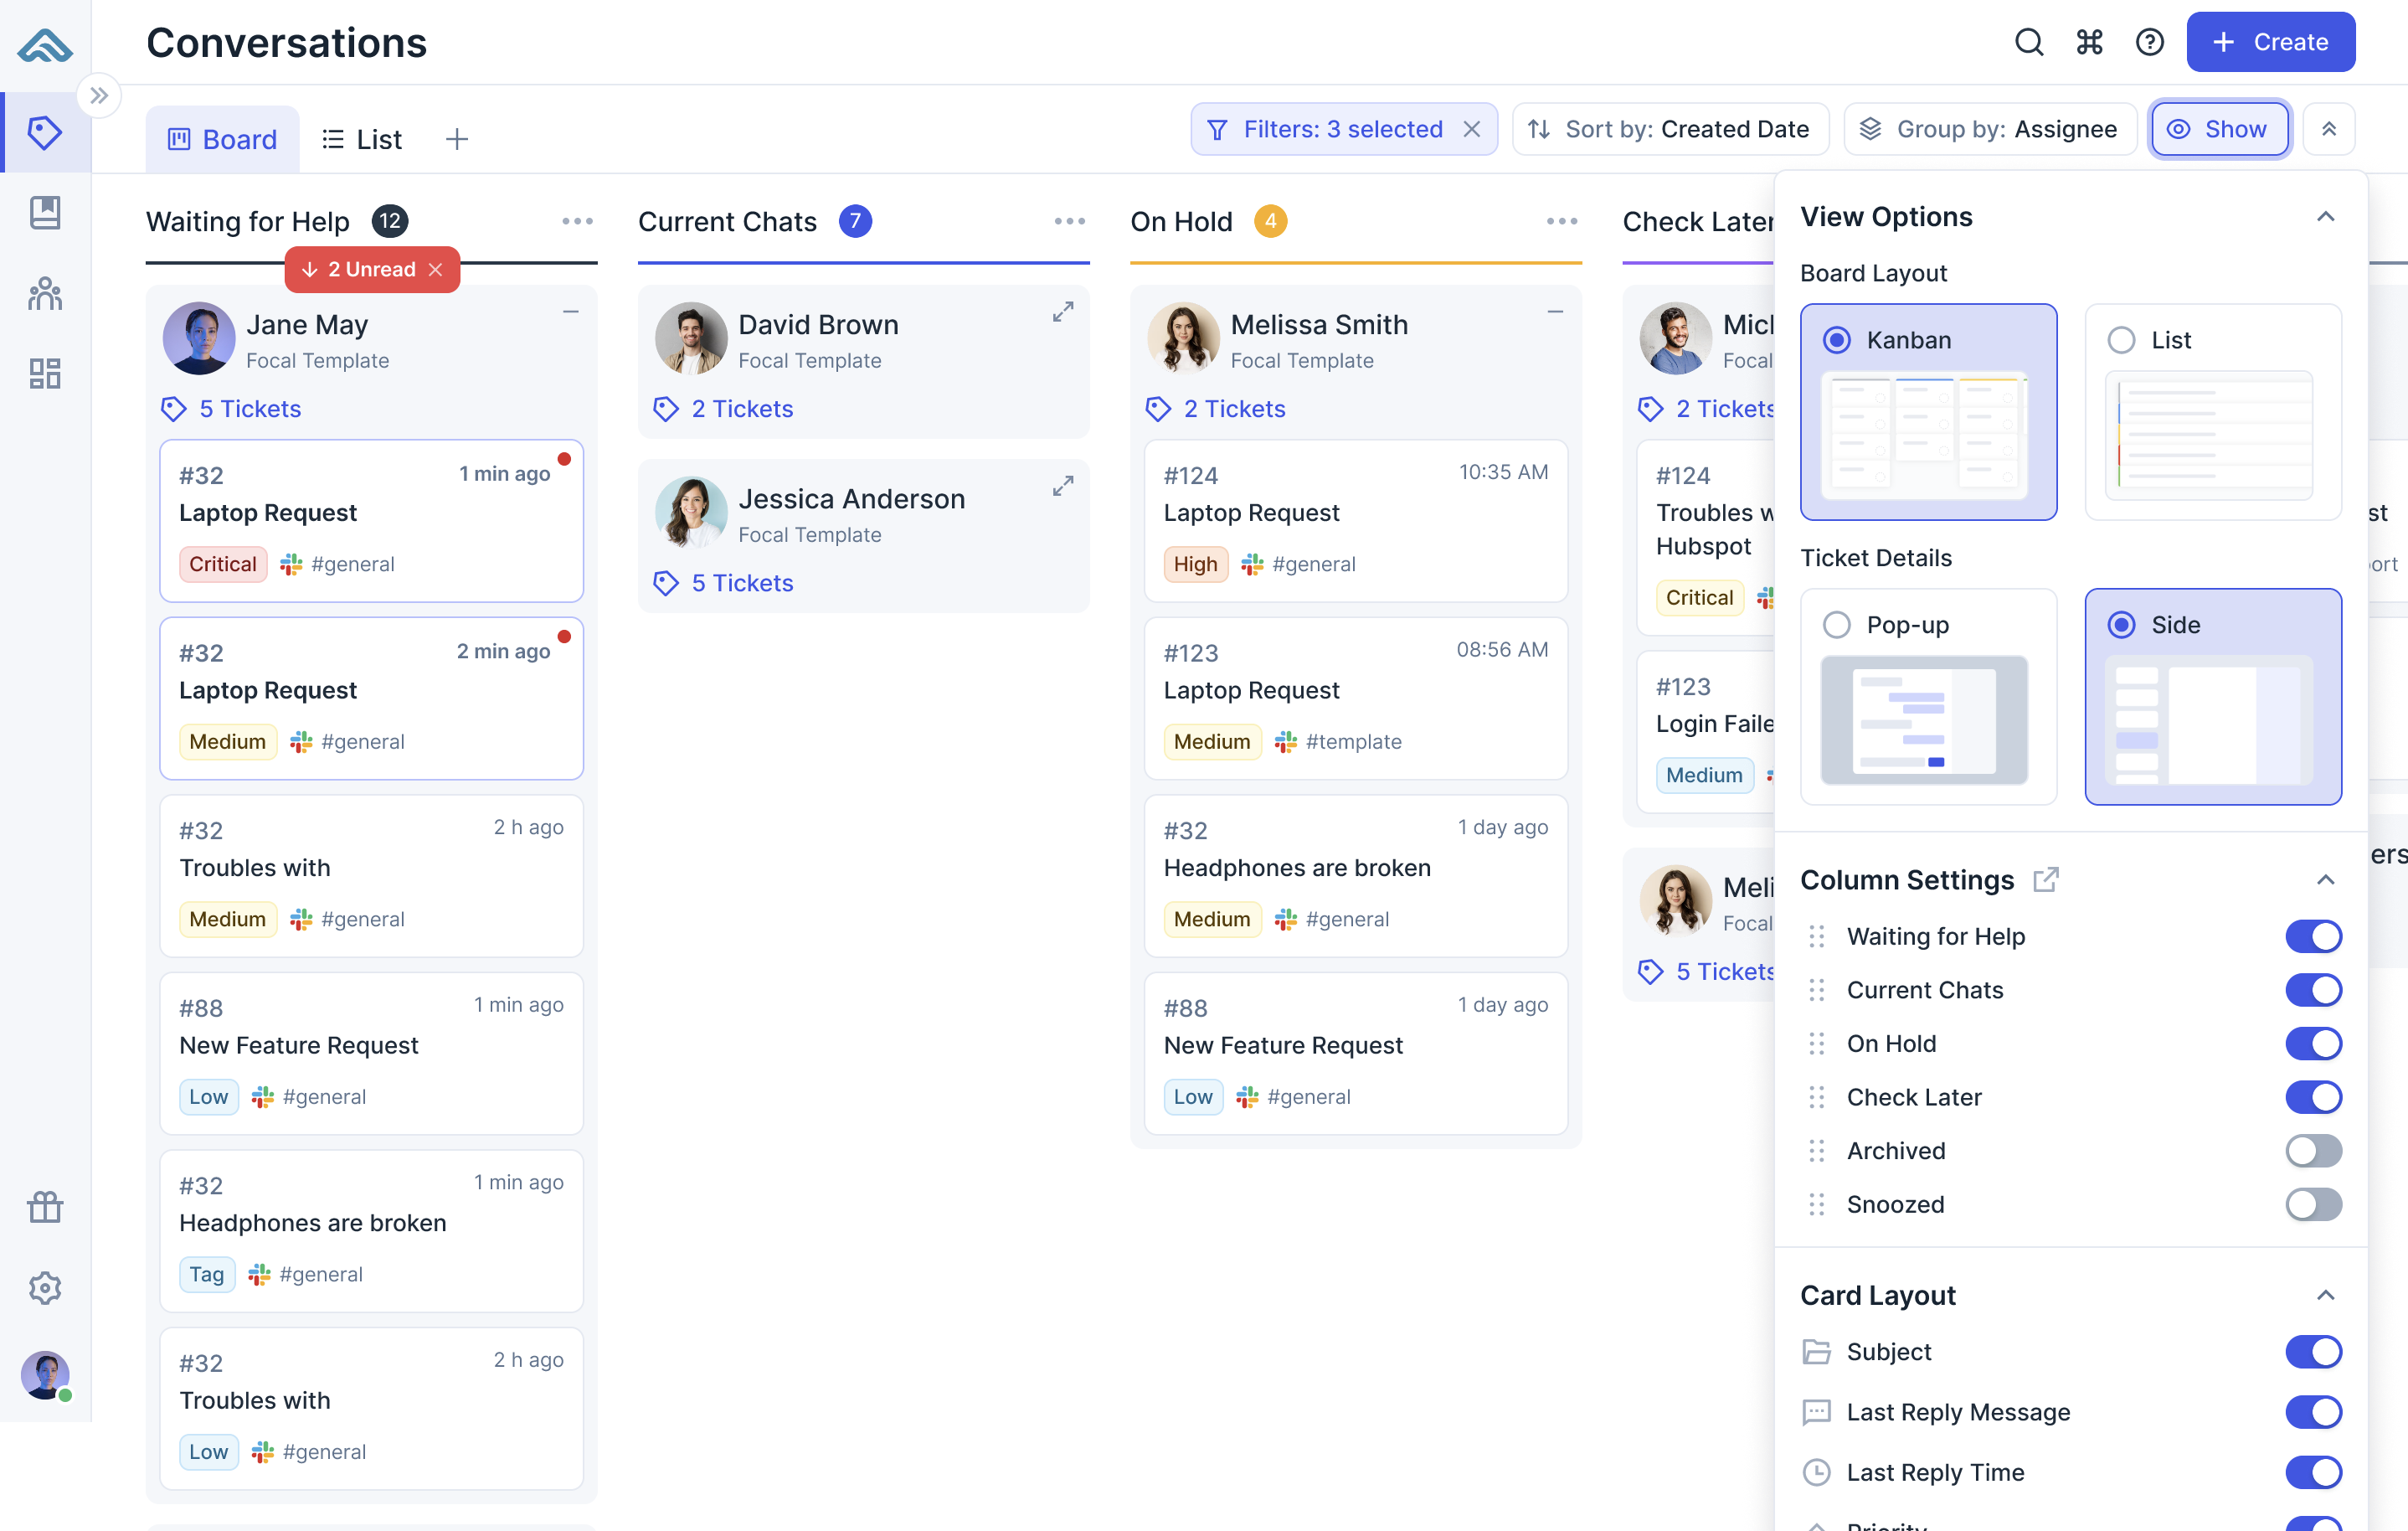 Conversations
Create
Board
List
Filters: 3 selected
Sort by: Created Date
Group by: Assignee
Show
Waiting for Help 12
2 Unread
Jane May
Focal Template
5 Tickets
#32 1 min ago
Laptop Request
Critical #general
#32 2 min ago
Laptop Request
Medium #general
#32 2 h ago
Troubles with
Medium #general
#88 1 min ago
New Feature Request
Low #general
#32 1 min ago
Headphones are broken
Tag #general
#32 2 h ago
Troubles with
Low #general
Current Chats 7
David Brown
Focal Template
2 Tickets
Jessica Anderson
Focal Template
5 Tickets
On Hold 4
Melissa Smith
Focal Template
2 Tickets
#124 10:35 AM
Laptop Request
High #general
#123 08:56 AM
Laptop Request
Medium #template
#32 1 day ago
Headphones are broken
Medium #general
#88 1 day ago
New Feature Request
Low #general
Check Later
Focal
2 Tickets
#124
Troubles w
Hubspot
Critical
#123
Login Faile
Medium
Meli
Focal
5 Tickets
View Options
Board Layout
Kanban
List
Ticket Details
Pop-up
Side
Column Settings
Waiting for Help
Current Chats
On Hold
Check Later
Archived
Snoozed
Card Layout
Subject
Last Reply Message
Last Reply Time
Priority
st
ort
ers